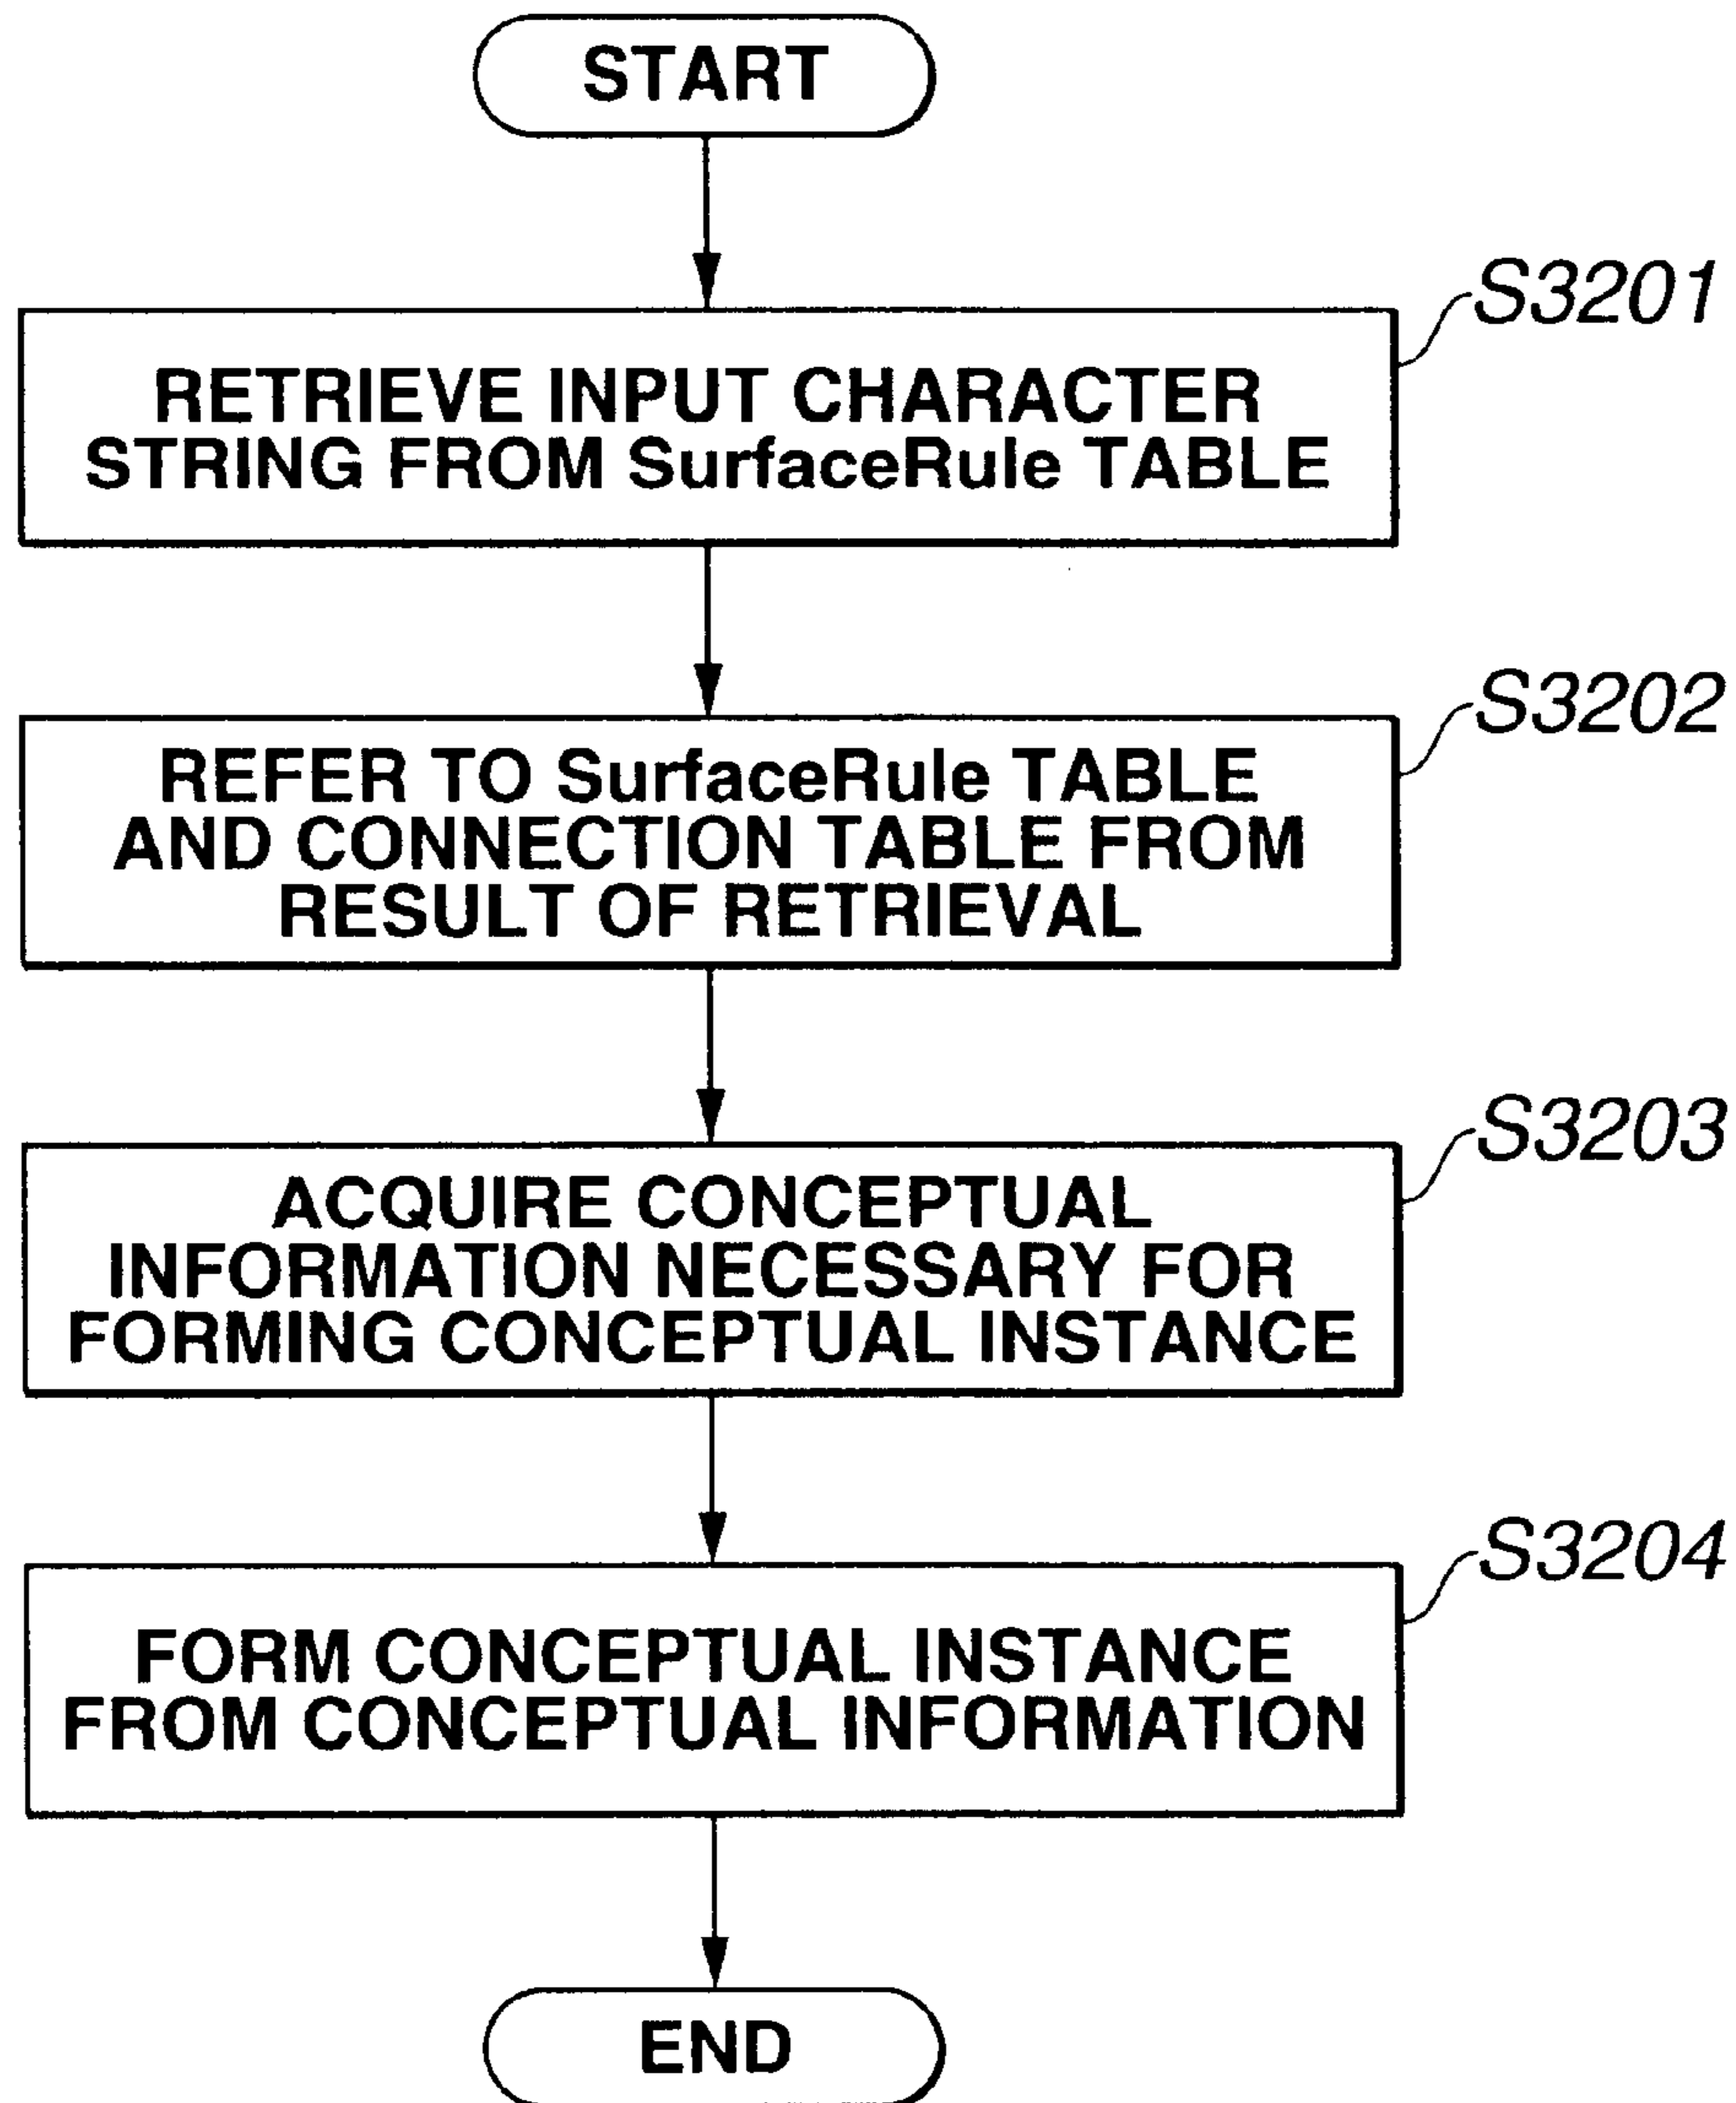 START
S3201
RETRIEVE INPUT CHARACTER
STRING FROM SurfaceRule TABLE
S3202
REFER TO SurfaceRule TABLE
AND CONNECTION TABLE FROM
RESULT OF RETRIEVAL
S3203
ACQUIRE CONCEPTUAL
INFORMATION NECESSARY FOR
FORMING CONCEPTUAL INSTANCE
S3204
FORM CONCEPTUAL INSTANCE
FROM CONCEPTUAL INFORMATION
END